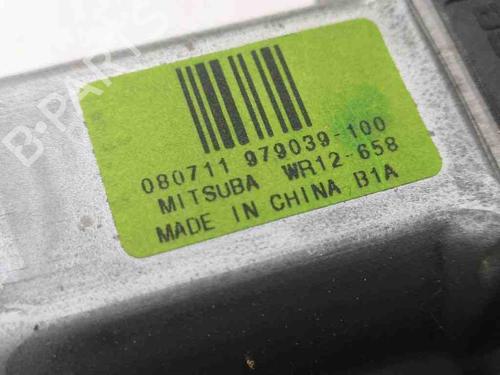 B-PARTS
080711 979039-100
MITSUBA WR12-658
MADE IN CHINA B1A